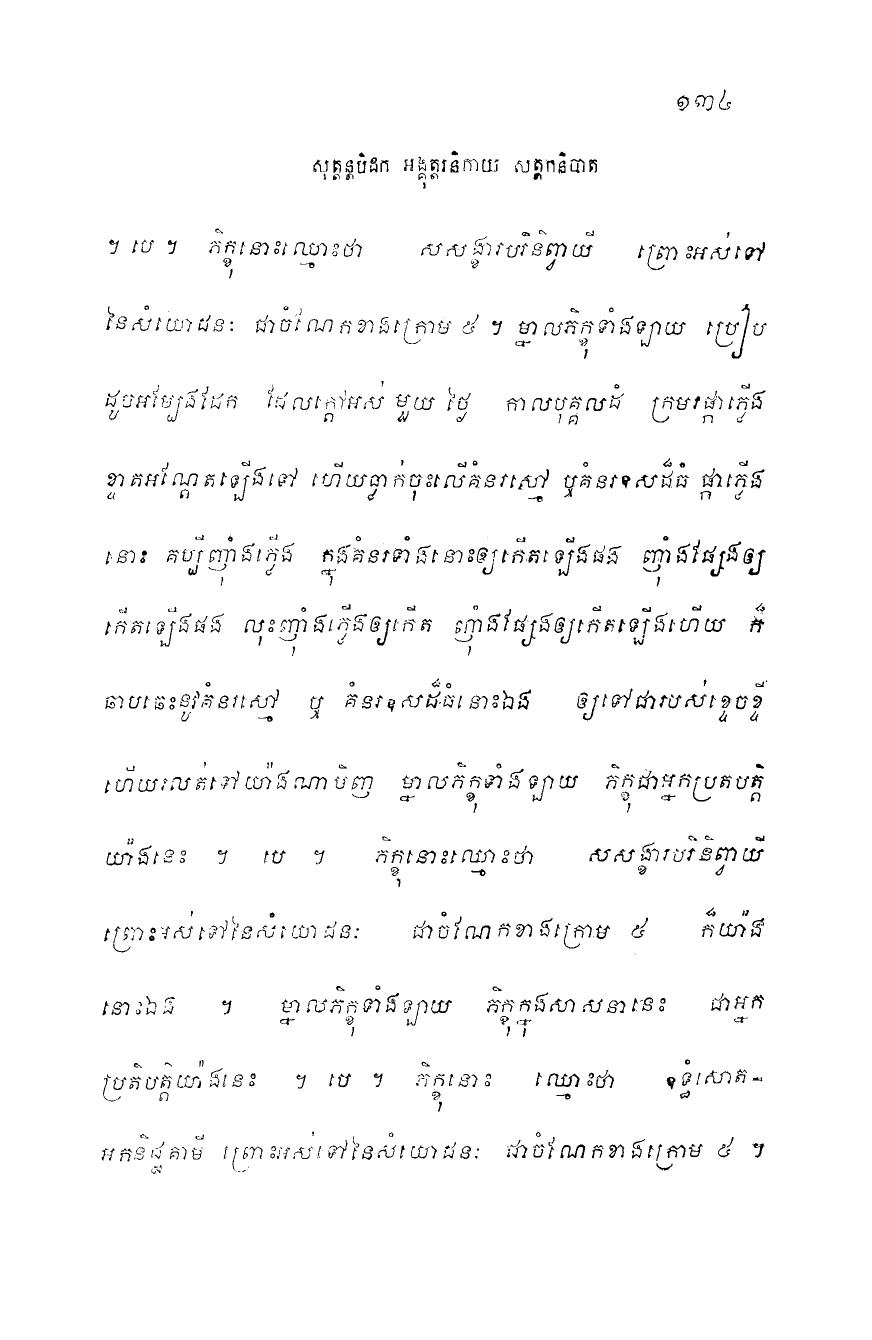 ១៣៤
សុត្តន្តបិដក អង្គុត្តរនិកាយ សត្តកនិបាត
។ បេ ។ ភិក្ខុនោះឈ្មោះថា សសង្ខារបរិនិព្វាយី ព្រោះអស់ទៅ
នៃសំយោជនៈ ជាចំណែកខាងក្រោម ៥ ។ ម្នាលភិក្ខុទាំងឡាយ ប្រៀប
ដូចអម្បែងដែក ដែលក្តៅអស់ មួយ ថ្ងៃ កាលបុគ្គលដំ ក្រមរផ្កាភ្លើង
ខ្ទាតអណ្តែតឡើងទៅ ហើយធ្លាក់ចុះលើគំនរស្មៅ ឬគំនរឧសដ៏ធំ ផ្កាភ្លើង
នោះ គប្បីញ៉ាំងភ្លើង ក្នុងគំនរទាំងនោះឲ្យកើតឡើងផង ញ៉ាំងផ្សែងឲ្យ
កើតឡើងផង លុះញ៉ាំងភ្លើងឲ្យកើត ញ៉ាំងផ្សែងឲ្យកើតឡើងហើយ ក៏
ឆាបឆេះនូវគំនរស្មៅ ឬ គំនរឧសដ៏ធំនោះឯង ឲ្យទៅជារបស់ខ្ទេចខ្ទី
ហើយរលត់ទៅយ៉ាងណាមិញ ម្នាលភិក្ខុទាំងឡាយ ភិក្ខុជាអ្នកប្រតបត្តិ
យ៉ាងនេះ ។ បេ ។ ភិក្ខុនោះឈ្មោះថា សសង្ខារបរិនិព្វាយី
ព្រោះអស់ទៅនៃសំយោជនៈ ជាចំណែកខាងក្រោម ៥ ក៏យ៉ាង
នោះឯង ។ ម្នាលភិក្ខុទាំងឡាយ ភិក្ខុក្នុងសាសនានេះ ជាអ្នក
ប្រតិបត្តិយ៉ាងនេះ ។ បេ ។ ភិក្ខុនោះ ឈ្មោះថា ឧទ្ធំសោត-
អកនិដ្ឋគាមី ព្រោះអស់ទៅនៃសំយោជនៈ ជាចំណែកខាងក្រោម ៥ ។